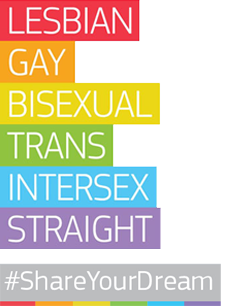 LESBIAN
GAY
BISEXUAL
TRANS
INTERSEX
STRAIGHT
#ShareYourDream